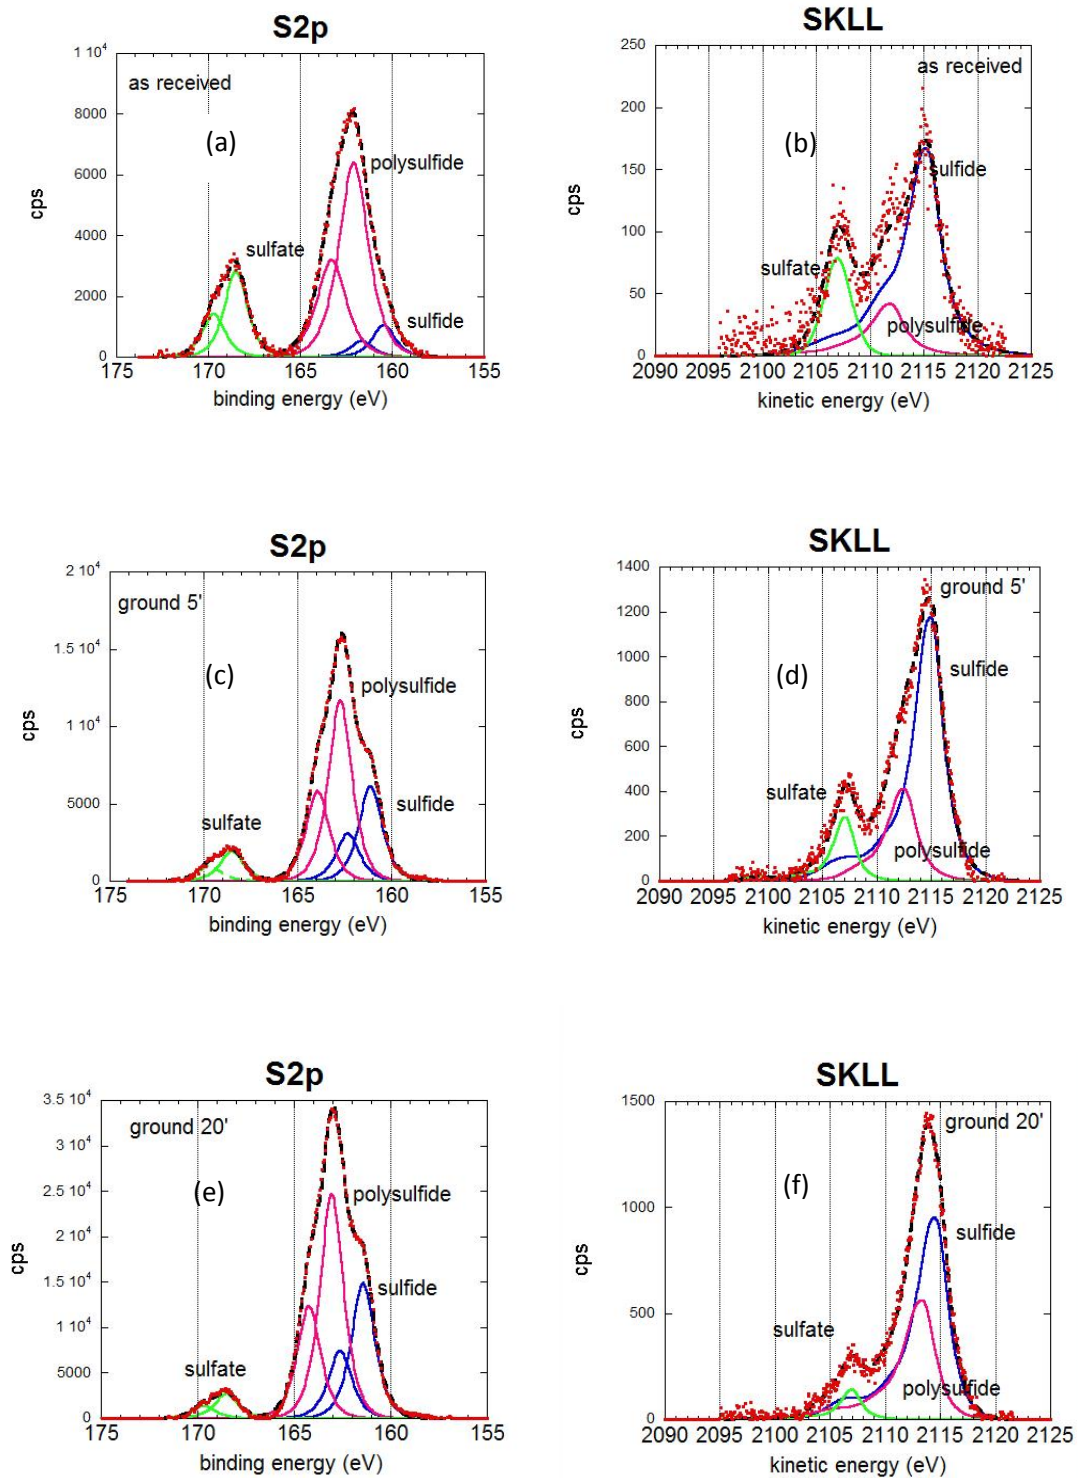 S2p
SKLL
1 10⁴
8000
6000
4000
2000
0
as received
(a)
polysulfide
sulfate
sulfide
cps
175 170 165 160 155
binding energy (eV)
250
200
150
100
50
0
as received
(b)
sulfide
sulfate
polysulfide
cps
2090 2095 2100 2105 2110 2115 2120 2125
kinetic energy (eV)
S2p
SKLL
2 10⁴
1.5 10⁴
1 10⁴
5000
0
ground 5'
(c)
polysulfide
sulfide
sulfate
cps
175 170 165 160 155
binding energy (eV)
1400
1200
1000
800
600
400
200
0
ground 5'
(d)
sulfide
sulfate
polysulfide
cps
2090 2095 2100 2105 2110 2115 2120 2125
kinetic energy (eV)
S2p
SKLL
3.5 10⁴
3 10⁴
2.5 10⁴
2 10⁴
1.5 10⁴
1 10⁴
5000
0
ground 20'
(e)
polysulfide
sulfide
sulfate
cps
175 170 165 160 155
binding energy (eV)
1500
1000
500
0
ground 20'
(f)
sulfide
sulfate
polysulfide
cps
2090 2095 2100 2105 2110 2115 2120 2125
kinetic energy (eV)